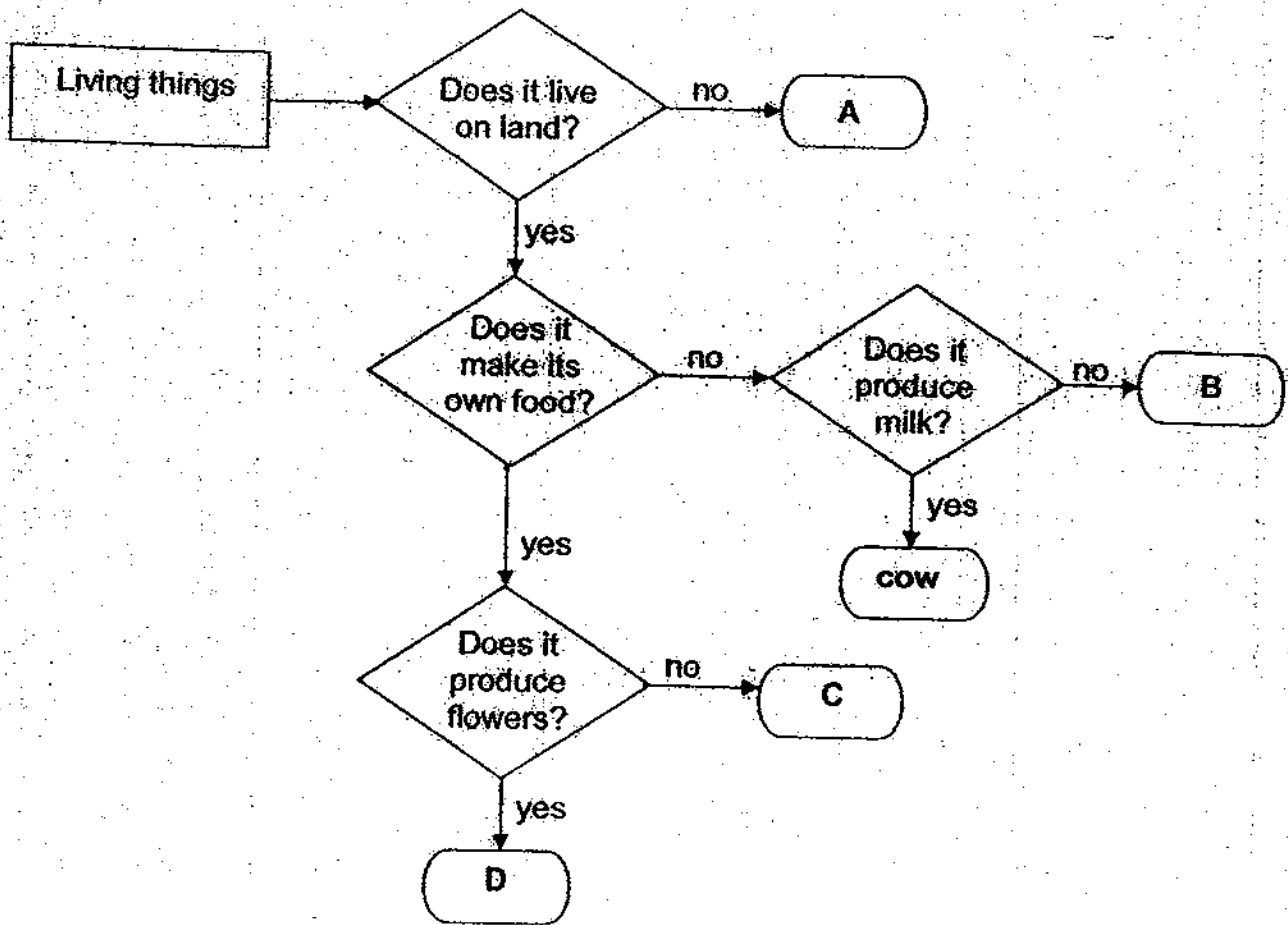 Living things
Does it live
on land?
no
A
yes
Does it
make its
own food?
no
Does it
produce
milk?
no
B
yes
cow
yes
Does it
produce
flowers?
no
C
yes
D